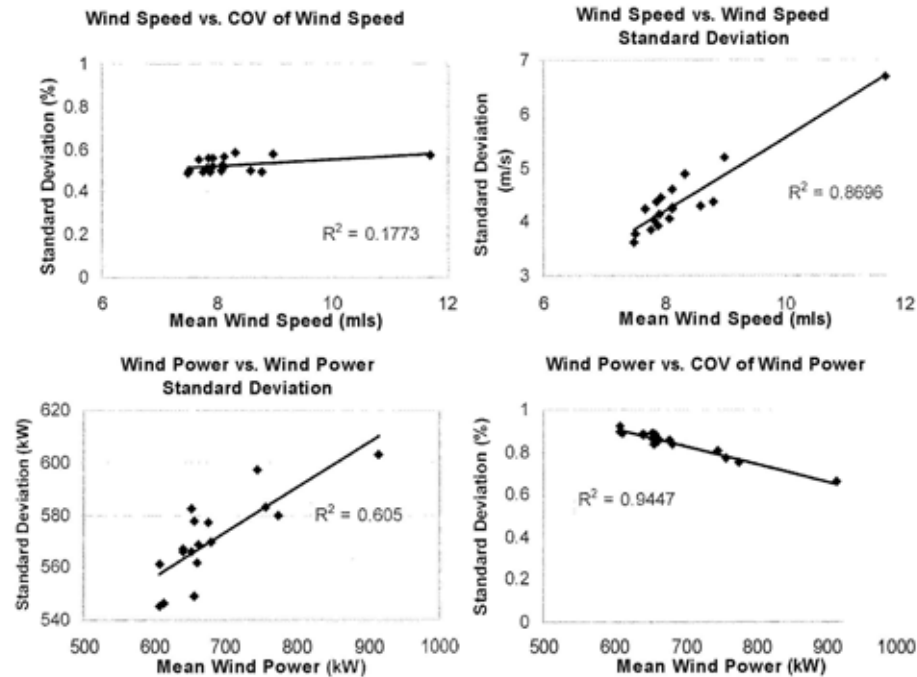 Wind Speed vs. COV of Wind Speed
1
0.8
0.6
0.4
0.2
0
Standard Deviation (%)
R² = 0.1773
6 8 10 12
Mean Wind Speed (mls)
Wind Speed vs. Wind Speed
Standard Deviation
7
6
5
4
3
Standard Deviation
(m/s)
R² = 0.8696
6 8 10 12
Mean Wind Speed (mls)
Wind Power vs. Wind Power
Standard Deviation
620
600
580
560
540
Standard Deviation (kW)
R² = 0.605
500 600 700 800 900 1000
Mean Wind Power (kW)
Wind Power vs. COV of Wind Power
1
0.8
0.6
0.4
0.2
0
Standard Deviation (%)
R² = 0.9447
500 600 700 800 900 1000
Mean Wind Power (kW)